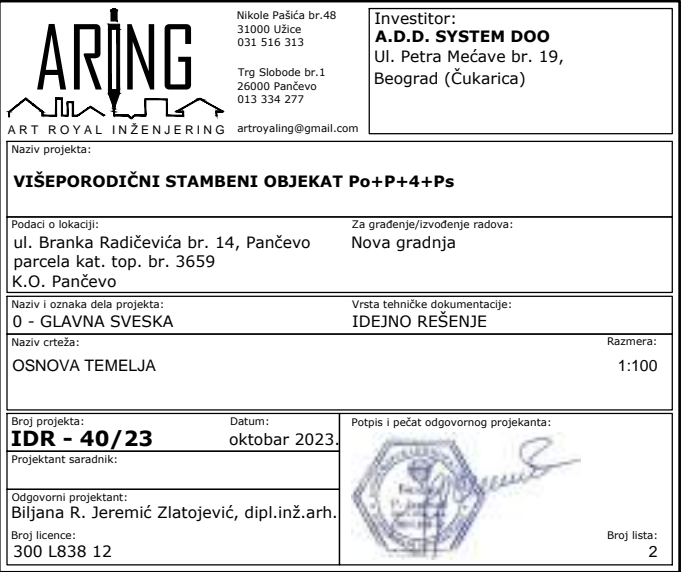 ARING
ART ROYAL INŽENJERING
Nikole Pašića br.48
31000 Užice
031 516 313
Trg Slobode br.1
26000 Pančevo
013 334 277
artroyaling@gmail.com
Investitor:
A.D.D. SYSTEM DOO
Ul. Petra Mećave br. 19,
Beograd (Čukarica)
Naziv projekta:
VIŠEPORODIČNI STAMBENI OBJEKAT Po+P+4+Ps
Podaci o lokaciji:
ul. Branka Radičevića br. 14, Pančevo
parcela kat. top. br. 3659
K.O. Pančevo
Za građenje/izvođenje radova:
Nova gradnja
Naziv i oznaka dela projekta:
0 - GLAVNA SVESKA
Vrsta tehničke dokumentacije:
IDEJNO REŠENJE
Naziv crteža:
OSNOVA TEMELJA
Razmera:
1:100
Broj projekta:
IDR - 40/23
Datum:
oktobar 2023.
Projektant saradnik:
Odgovorni projektant:
Biljana R. Jeremić Zlatojević, dipl.inž.arh.
Broj licence:
300 L838 12
Potpis i pečat odgovornog projekanta:
Broj lista:
2